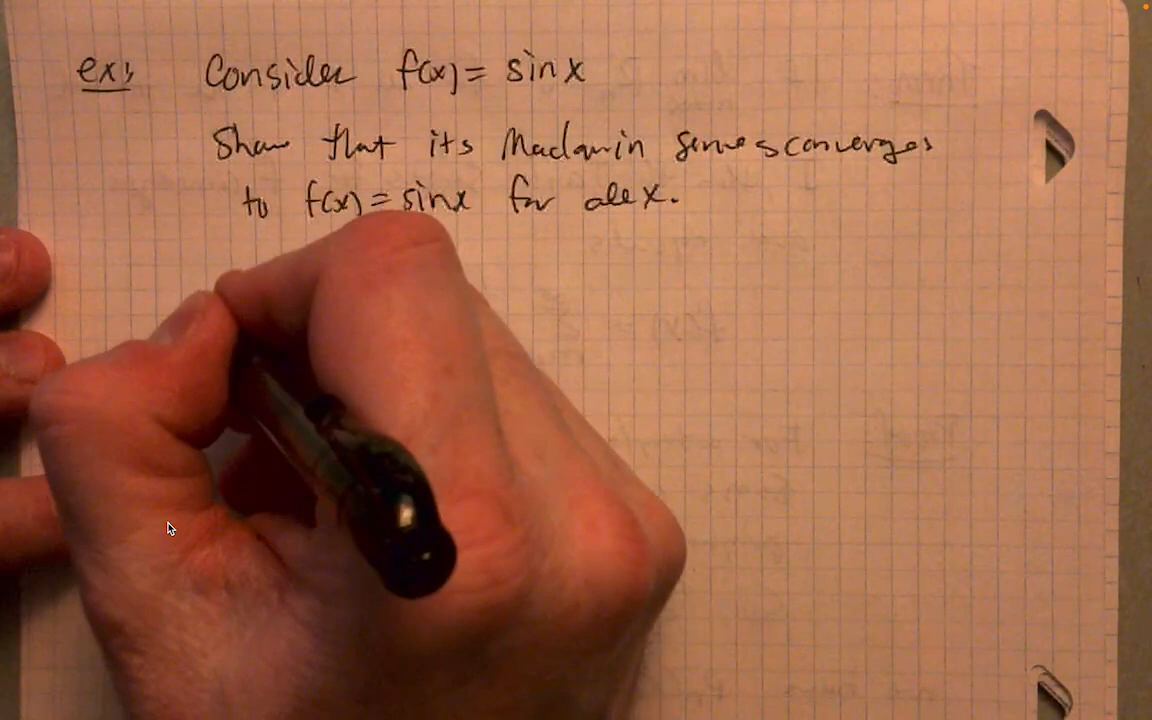 ex: Consider f(x) = sin x
Show that its Maclaurin series converges
to f(x) = sin x for all x.